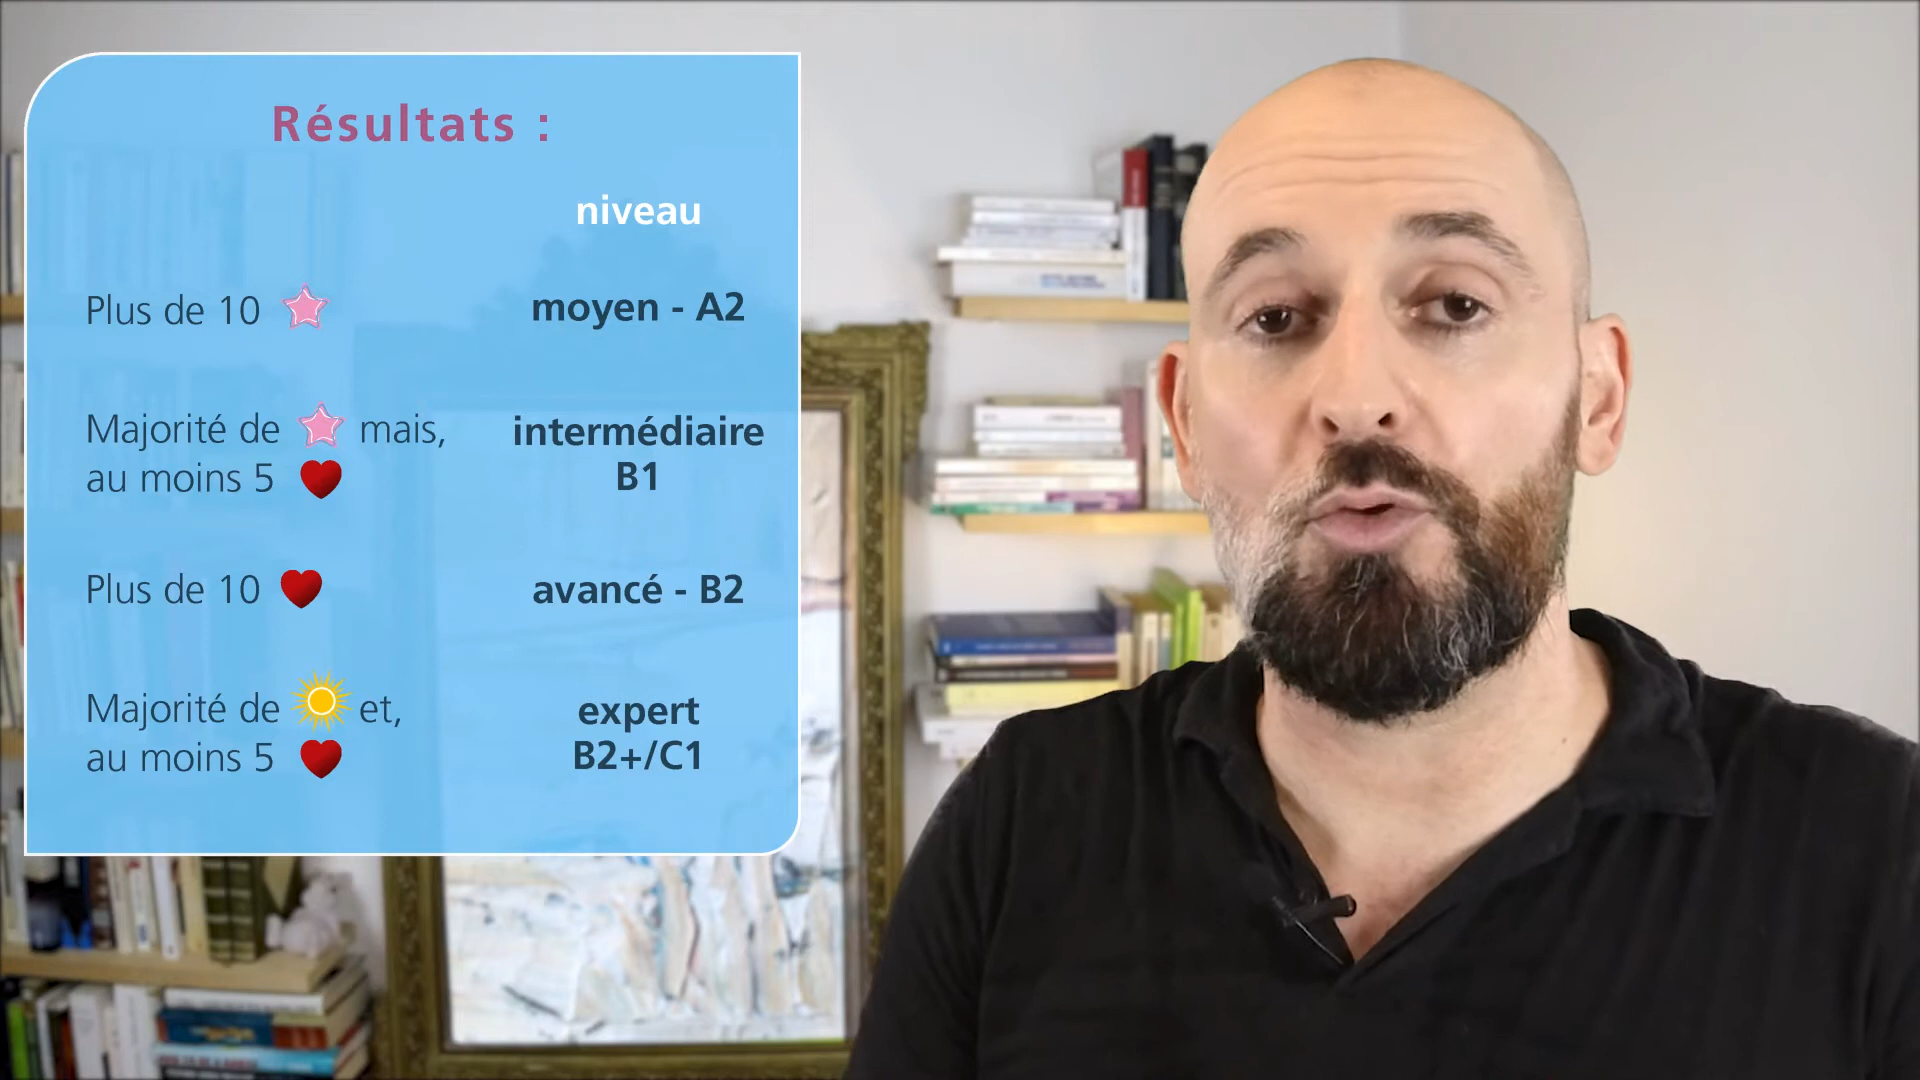 Résultats :
niveau
Plus de 10 moyen - A2
Majorité de mais, intermédiaire
au moins 5 B1
Plus de 10 avancé - B2
Majorité de et, expert
au moins 5 B2+/C1